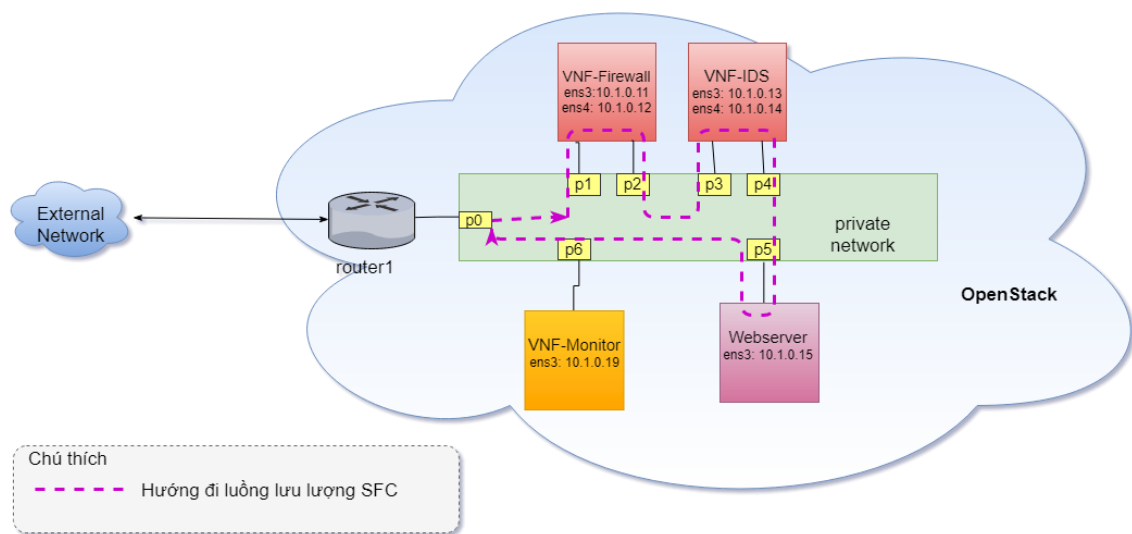 VNF-Firewall
ens3:10.1.0.11
ens4: 10.1.0.12
VNF-IDS
ens3: 10.1.0.13
ens4: 10.1.0.14
p1
p2
p3
p4
External
Network
router1
p0
private
network
p6
p5
OpenStack
VNF-Monitor
ens3: 10.1.0.19
Webserver
ens3: 10.1.0.15
Chú thích
Hướng đi luồng lưu lượng SFC